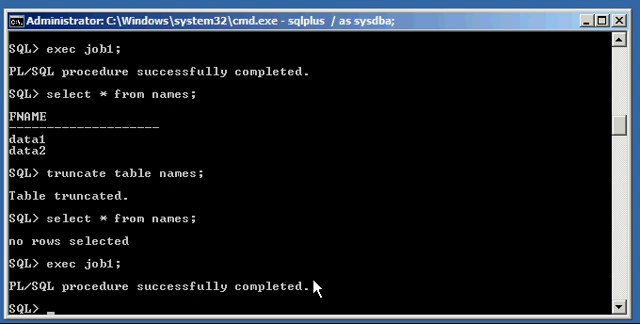 Administrator: C:\Windows\system32\cmd.exe - sqlplus  / as sysdba;
SQL> exec job1;
PL/SQL procedure successfully completed.
SQL> select * from names;
FNAME
--------------------
data1
data2
SQL> truncate table names;
Table truncated.
SQL> select * from names;
no rows selected
SQL> exec job1;
PL/SQL procedure successfully completed.
SQL> _